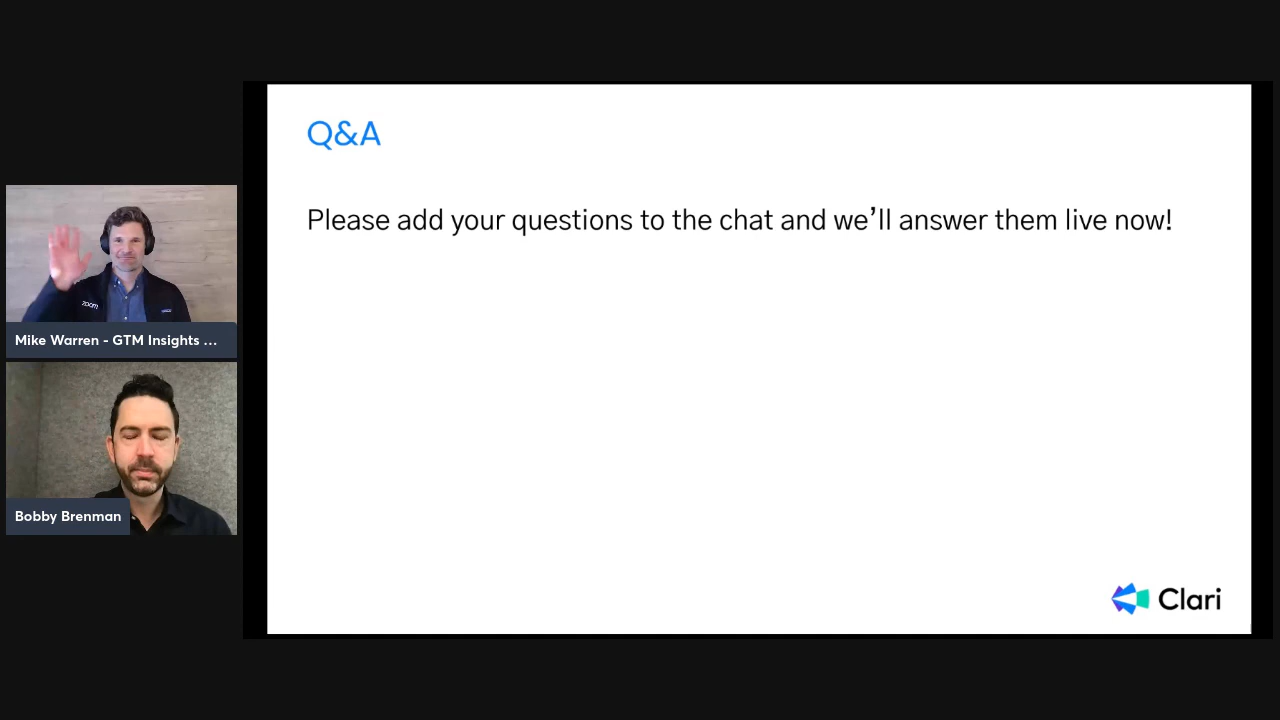 Q&A
Please add your questions to the chat and we’ll answer them live now!
zoom
Mike Warren - GTM Insights ...
Bobby Brenman
Clari